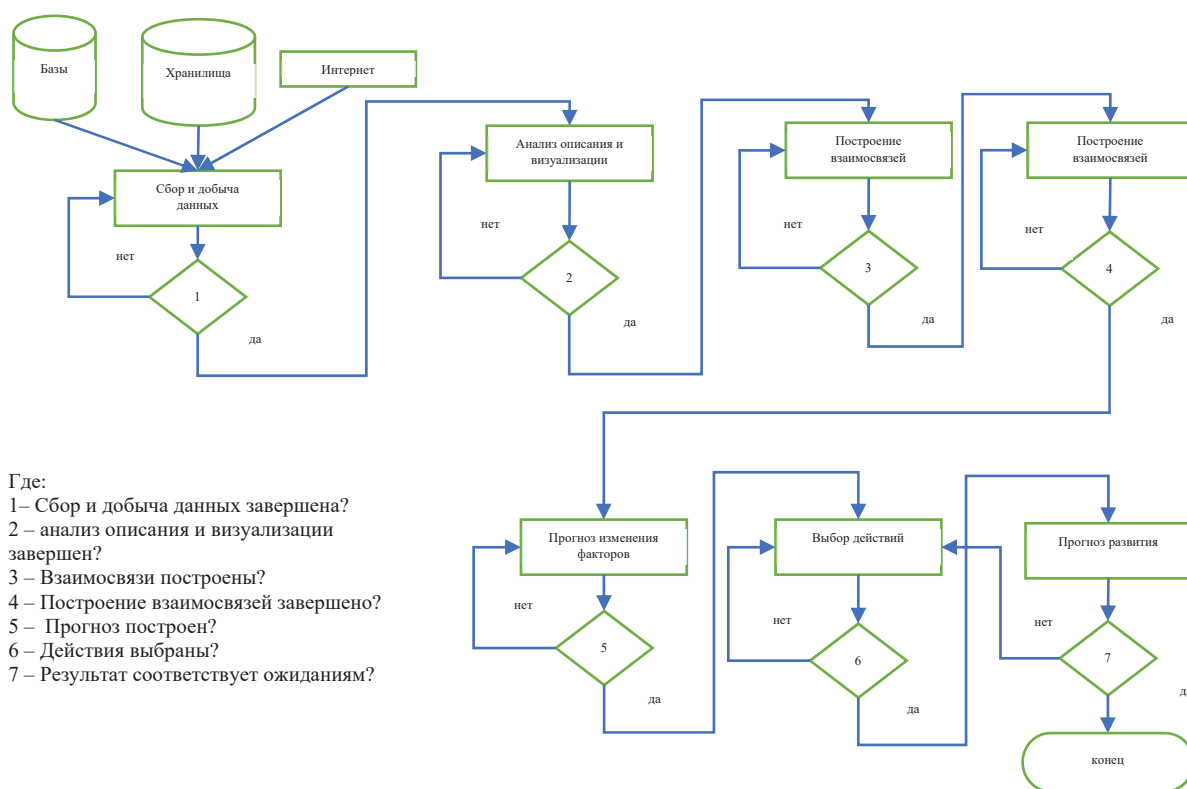 Базы
Хранилища
Интернет
Сбор и добыча
данных
нет
1
да
Анализ описания и
визуализации
нет
2
да
Построение
взаимосвязей
нет
3
да
Построение
взаимосвязей
нет
4
да
Где:
1– Сбор и добыча данных завершена?
2 – анализ описания и визуализации
завершен?
3 – Взаимосвязи построены?
4 – Построение взаимосвязей завершено?
5 –  Прогноз построен?
6 – Действия выбраны?
7 – Результат соответствует ожиданиям?
Прогноз изменения
факторов
нет
5
да
Выбор действий
нет
6
да
Прогноз развития
нет
7
да
конец